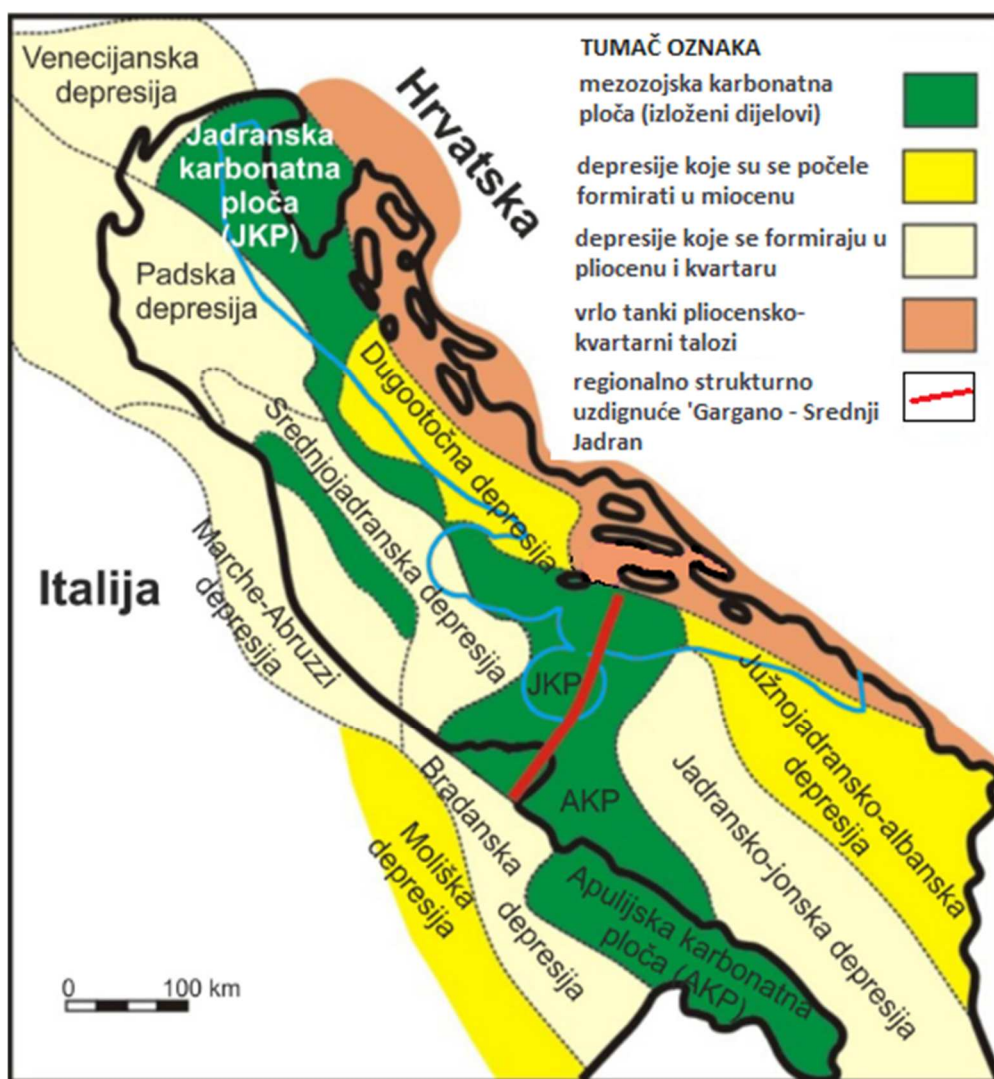 TUMAČ OZNAKA
mezozojska karbonatna
ploča (izloženi dijelovi)
depresije koje su se počele
formirati u miocenu
depresije koje se formiraju u
pliocenu i kvartaru
vrlo tanki pliocensko-
kvartarni talozi
regionalno strukturno
uzdignuće 'Gargano - Srednji
Jadran
Venecijanska
depresija
Hrvatska
Jadranska
karbonatna
ploča
(JKP)
Padska
depresija
Dugootočna depresija
Srednjojadranska depresija
Marche-Abruzzi
depresija
Italija
JKP
Južnojadransko-albanska
depresija
Jadransko-jonska depresija
AKP
Bradanska
depresija
Moliška
depresija
Apulijska karbonatna
ploča (AKP)
0 100 km